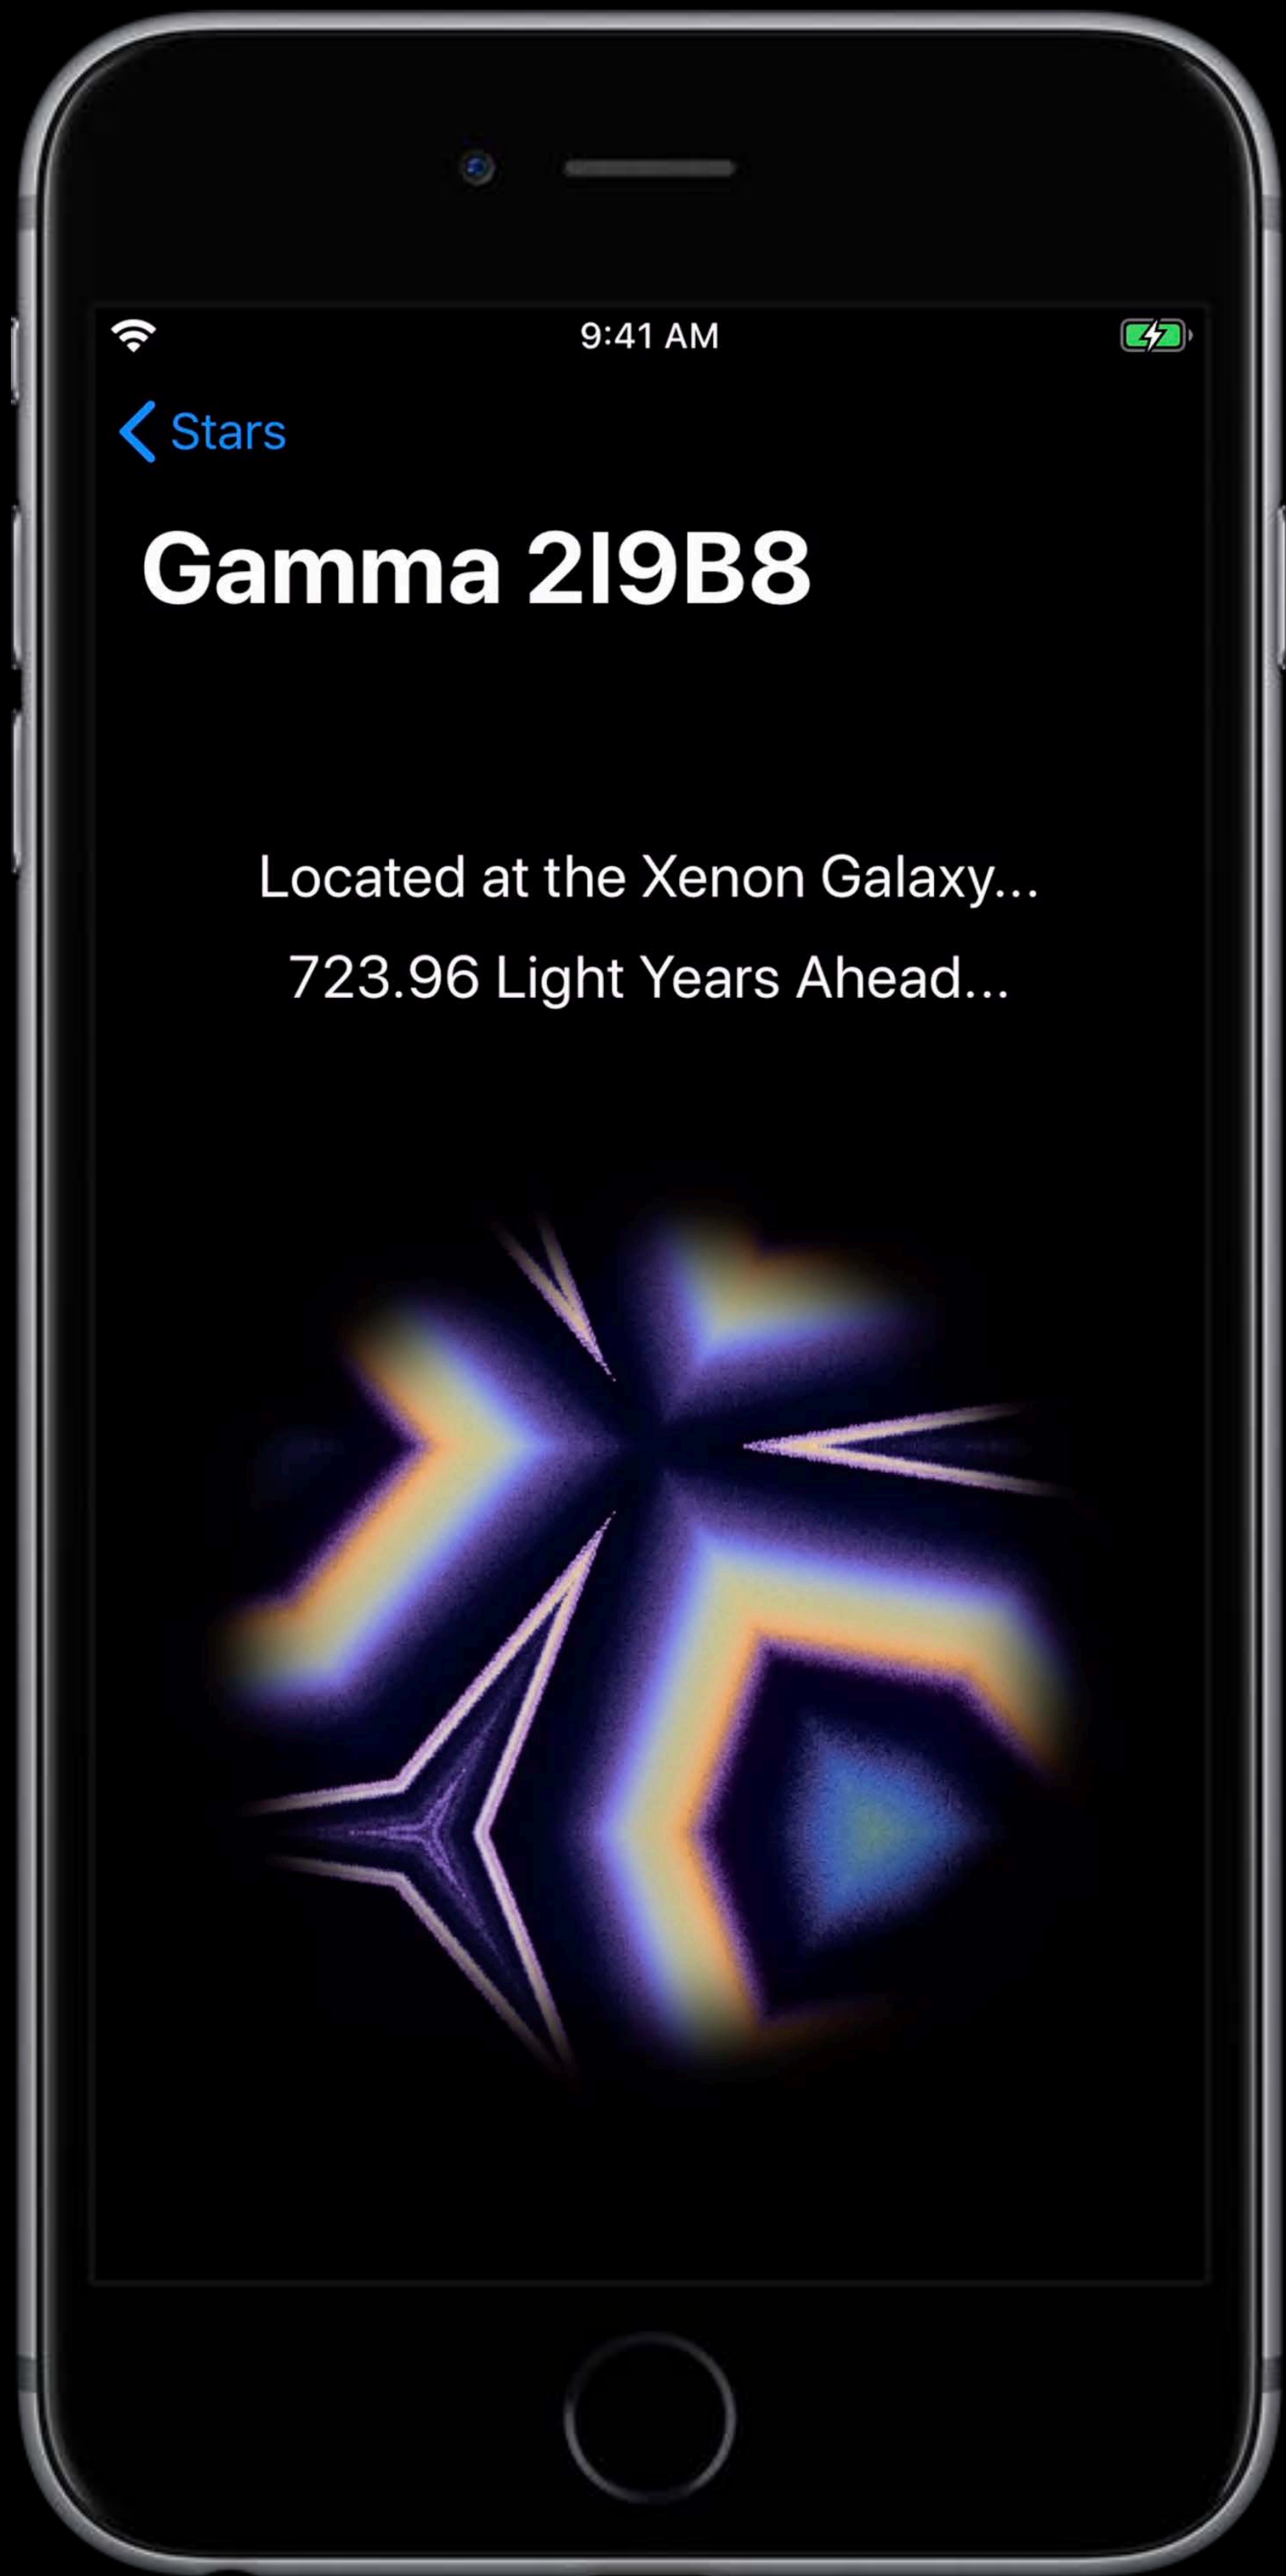 9:41 AM
Stars
Gamma 2I9B8
Located at the Xenon Galaxy...
723.96 Light Years Ahead...